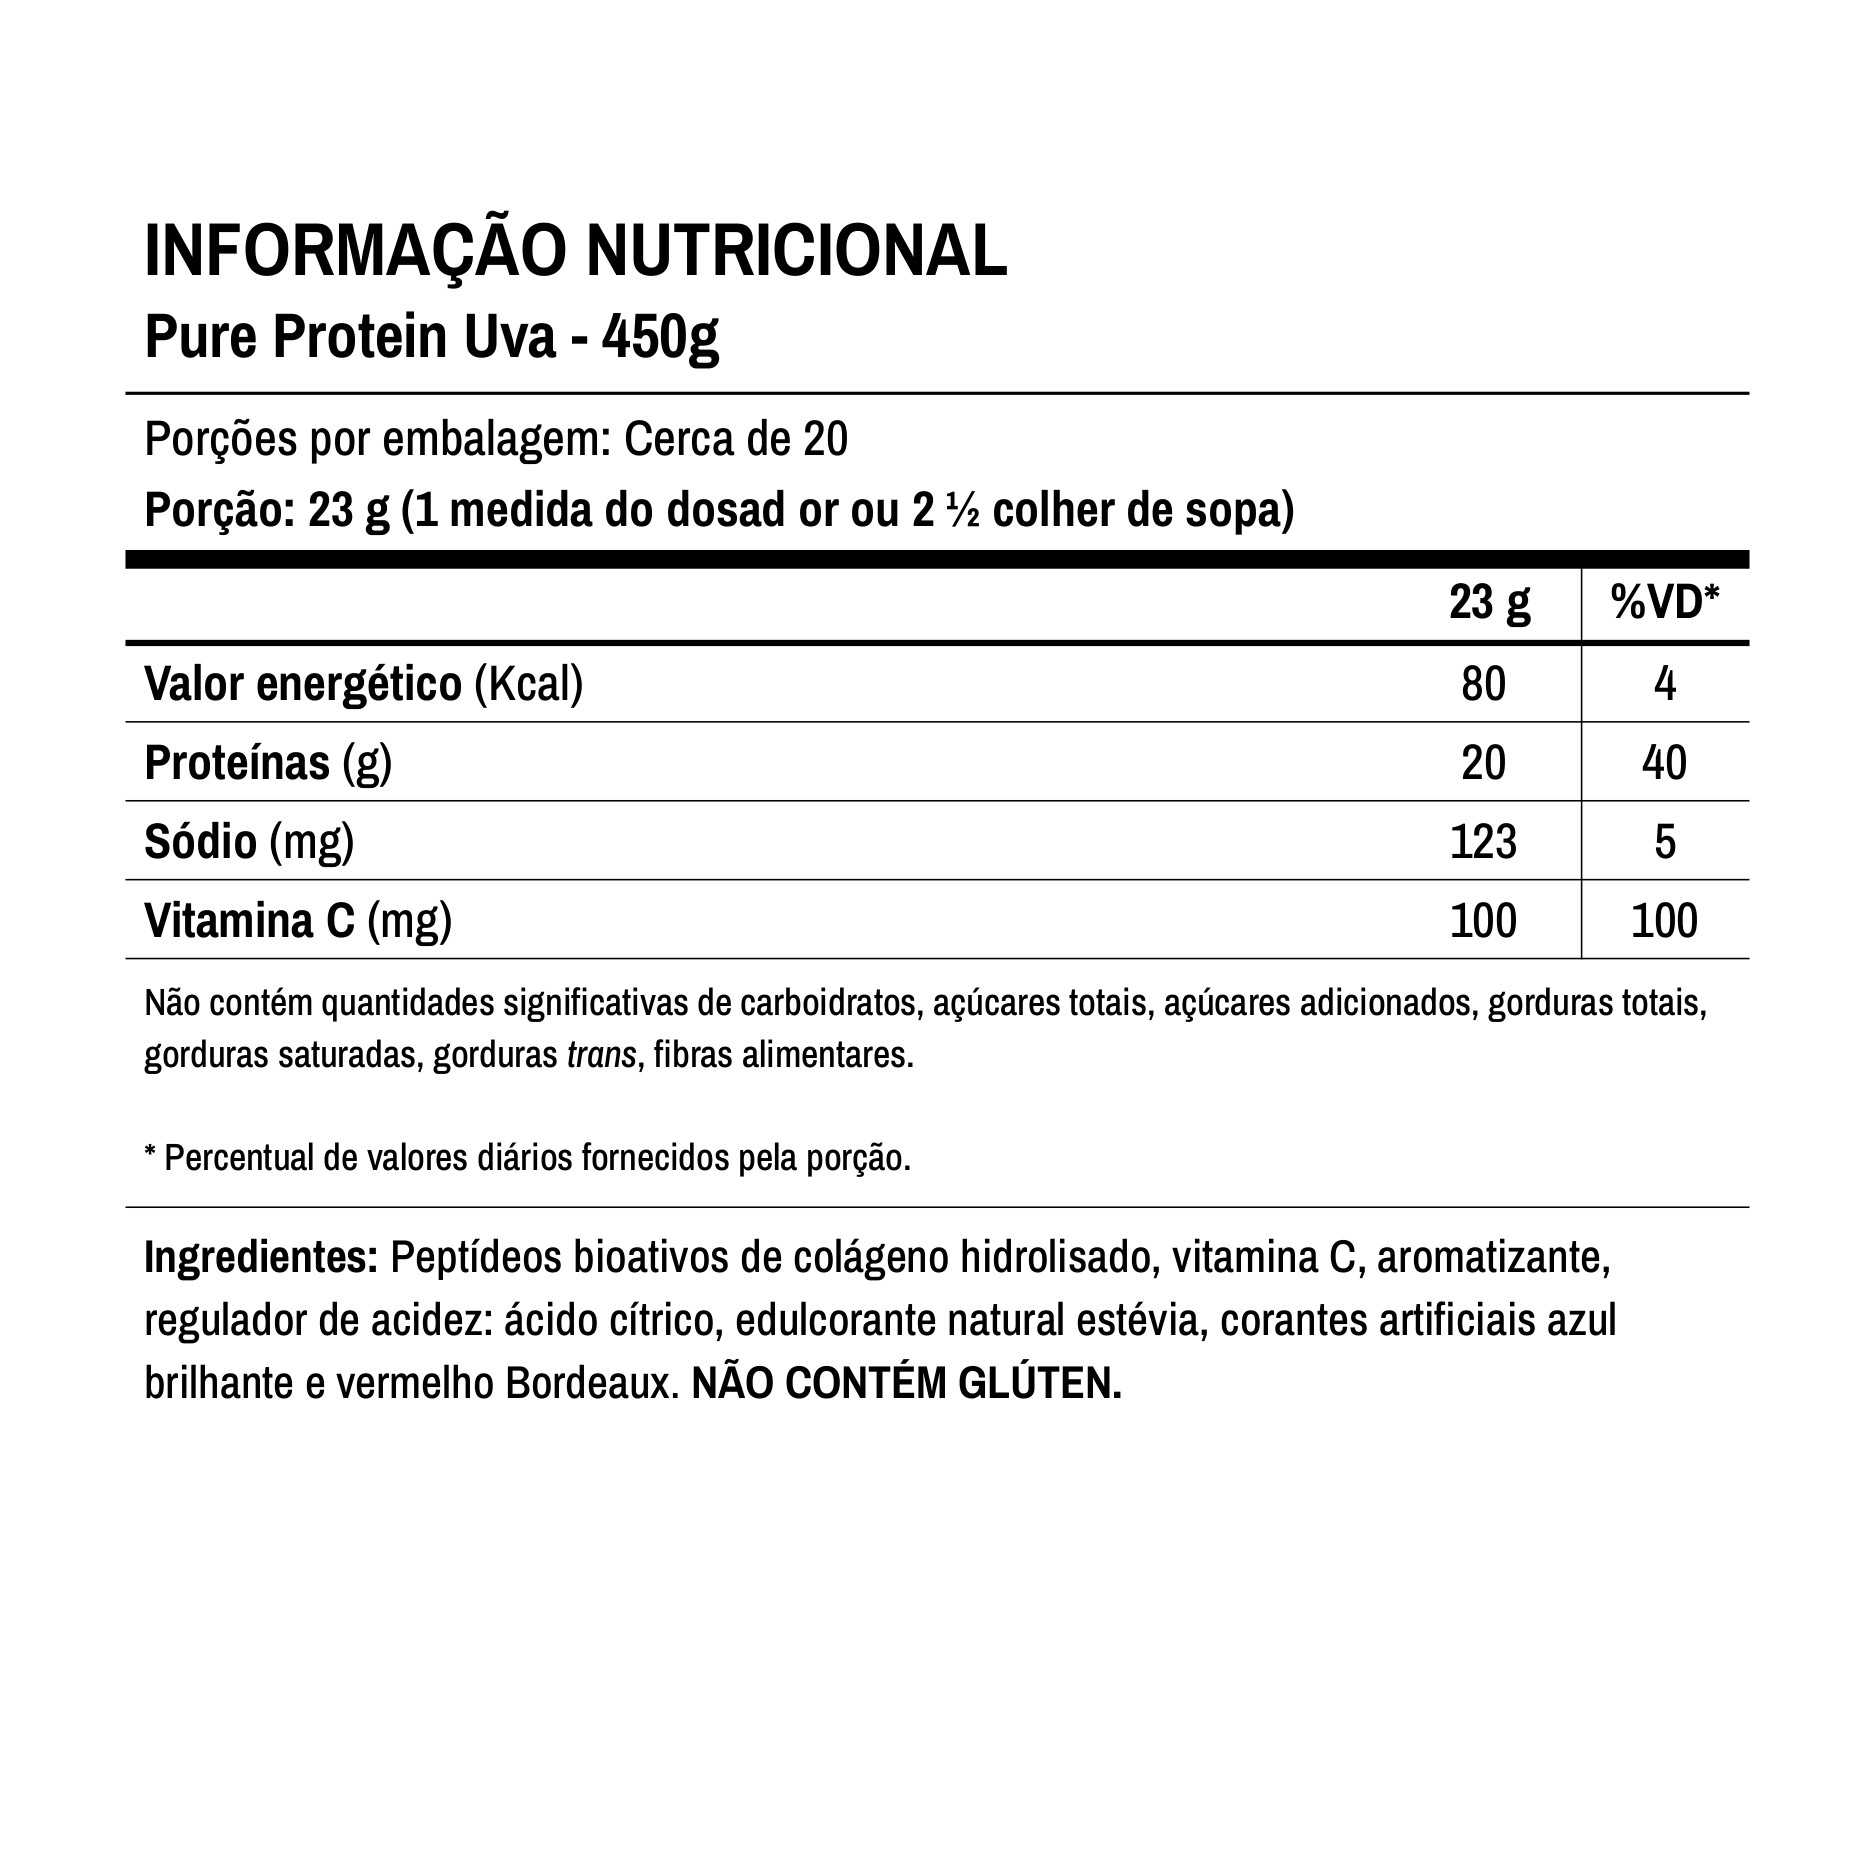 INFORMAÇÃO NUTRICIONAL
Pure Protein Uva - 450g
Porções por embalagem: Cerca de 20
Porção: 23 g (1 medida do dosad or ou 2 ½ colher de sopa)
23 g %VD*
Valor energético (Kcal) 80 4
Proteínas (g) 20 40
Sódio (mg) 123 5
Vitamina C (mg) 100 100
Não contém quantidades significativas de carboidratos, açúcares totais, açúcares adicionados, gorduras totais,
gorduras saturadas, gorduras trans, fibras alimentares.
* Percentual de valores diários fornecidos pela porção.
Ingredientes: Peptídeos bioativos de colágeno hidrolisado, vitamina C, aromatizante,
regulador de acidez: ácido cítrico, edulcorante natural estévia, corantes artificiais azul
brilhante e vermelho Bordeaux. NÃO CONTÉM GLÚTEN.